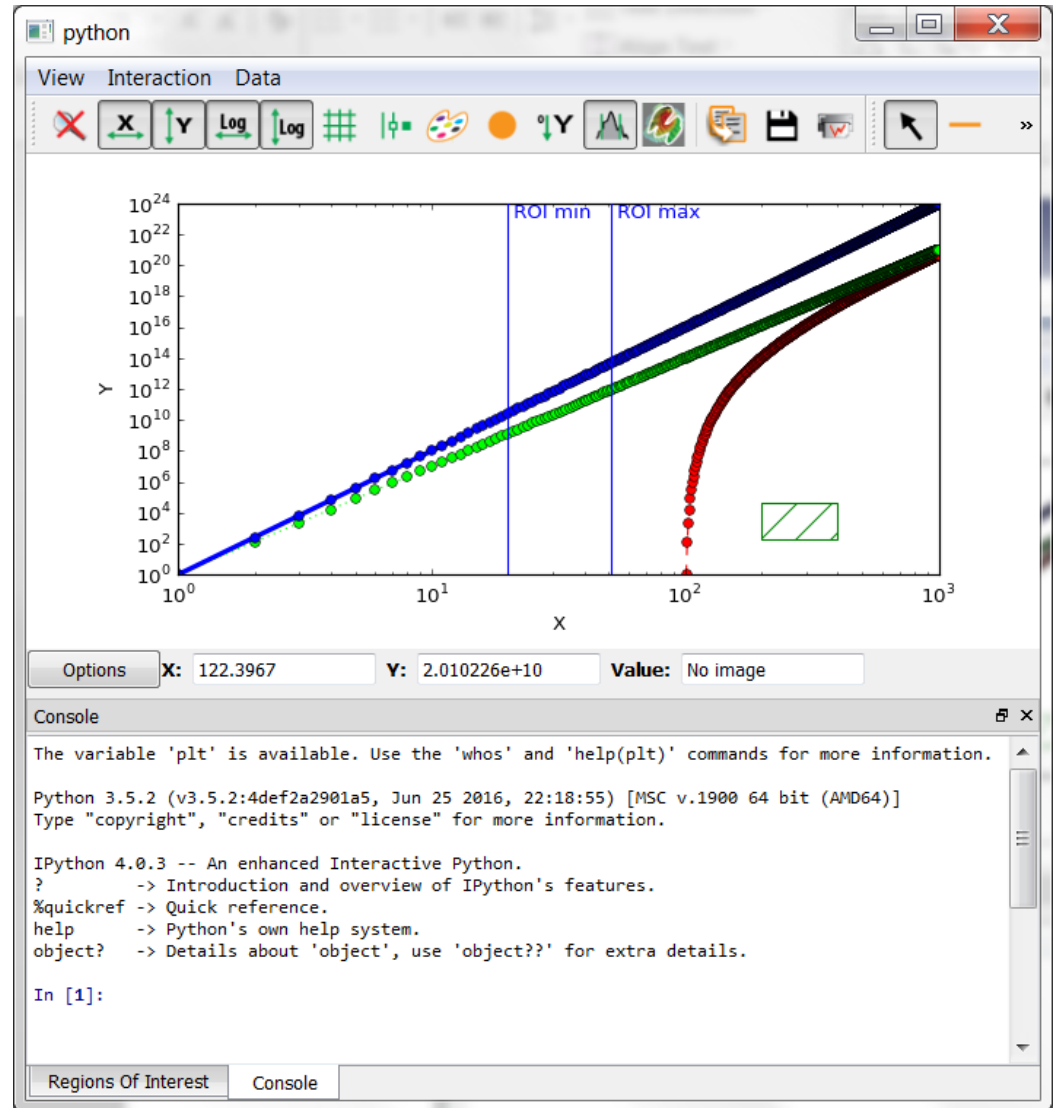 python
View Interaction Data
X Y Log Log Y »
10^24
10^22
10^20
10^18
10^16
10^14
10^12
10^10
10^8
10^6
10^4
10^2
10^0
Y
ROI min ROI max
10^0 10^1 10^2 10^3
X
Options X: 122.3967 Y: 2.010226e+10 Value: No image
Console
The variable 'plt' is available. Use the 'whos' and 'help(plt)' commands for more information.
Python 3.5.2 (v3.5.2:4def2a2901a5, Jun 25 2016, 22:18:55) [MSC v.1900 64 bit (AMD64)]
Type "copyright", "credits" or "license" for more information.
IPython 4.0.3 -- An enhanced Interactive Python.
? -> Introduction and overview of IPython's features.
%quickref -> Quick reference.
help -> Python's own help system.
object? -> Details about 'object', use 'object??' for extra details.
In [1]:
Regions Of Interest Console